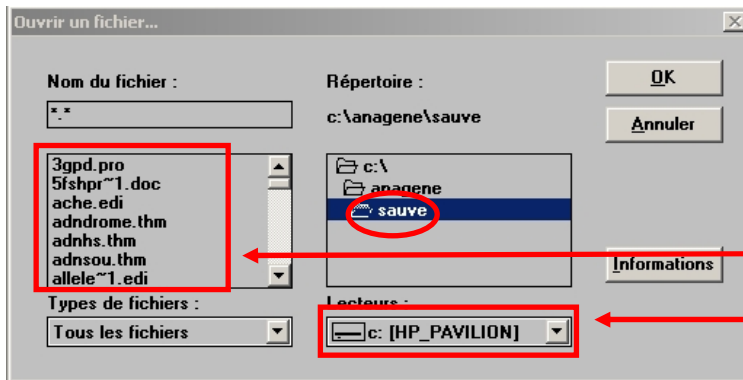 Ouvrir un fichier...
Nom du fichier :
*.*
3gpd.pro
5fshpr~1.doc
ache.edi
adndrome.thm
adnhs.thm
adnsou.thm
allele~1.edi
Types de fichiers :
Tous les fichiers
Répertoire :
c:\anagene\sauve
c:\
anagene
sauve
Lecteurs :
c: [HP_PAVILION]
OK
Annuler
Informations